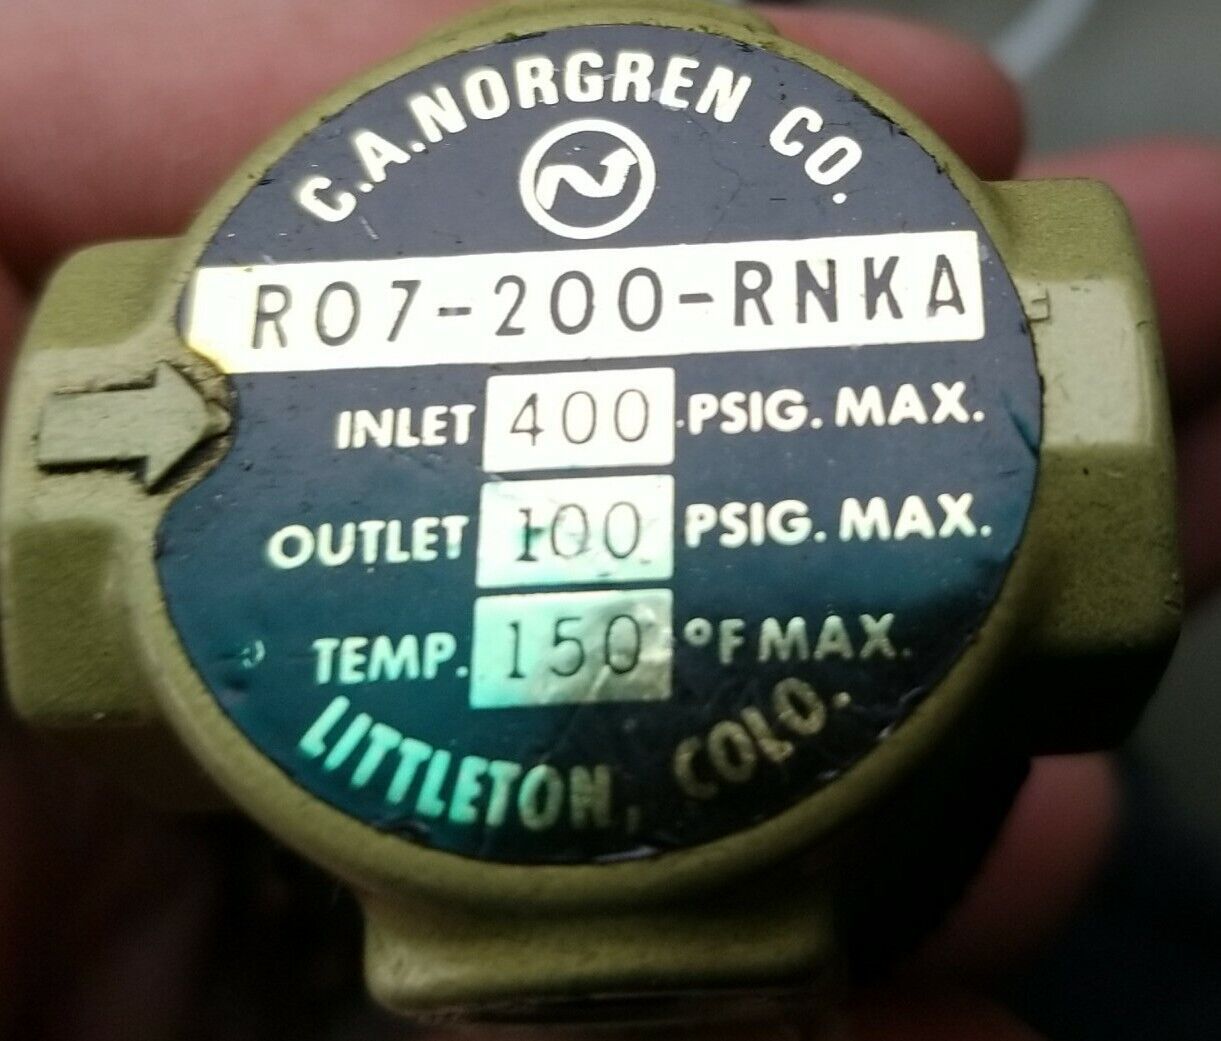 C.A.NORGREN CO.
R07-200-RNKA
INLET 400 PSIG. MAX.
OUTLET 100 PSIG. MAX.
TEMP. 150 °F MAX.
LITTLETON, COLO.